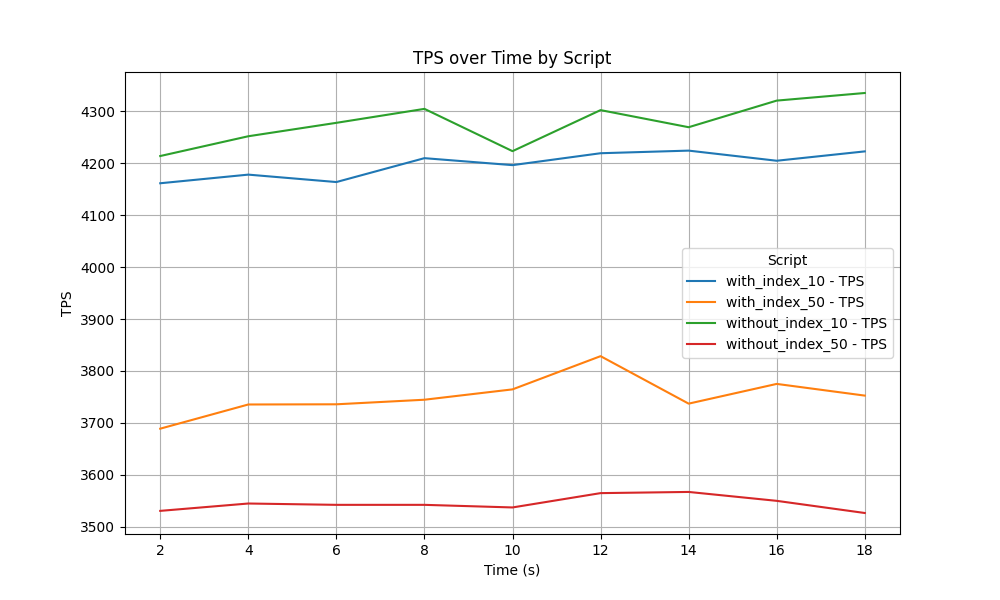 TPS over Time by Script
TPS
4300
4200
4100
4000
3900
3800
3700
3600
3500
Script
with_index_10 - TPS
with_index_50 - TPS
without_index_10 - TPS
without_index_50 - TPS
2 4 6 8 10 12 14 16 18
Time (s)